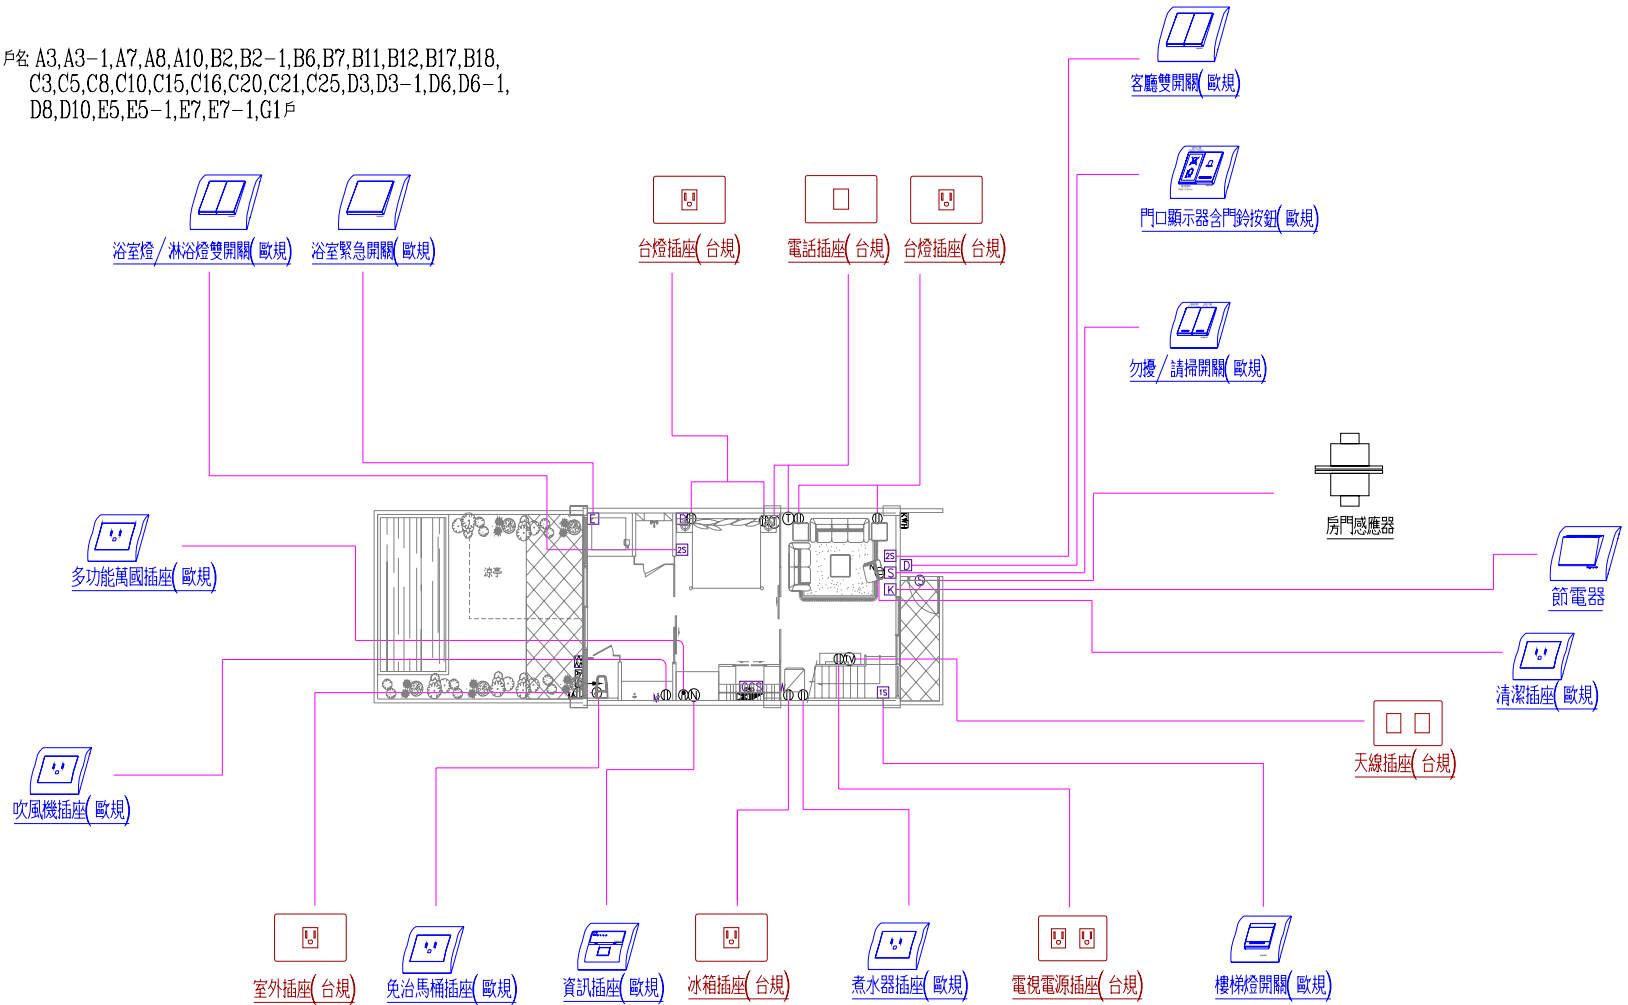 戶名: A3,A3-1,A7,A8,A10,B2,B2-1,B6,B7,B11,B12,B17,B18,
C3,C5,C8,C10,C15,C16,C20,C21,C25,D3,D3-1,D6,D6-1,
D8,D10,E5,E5-1,E7,E7-1,G1戶
客廳雙開關(歐規)
門口顯示器含門鈴按鈕(歐規)
浴室燈/淋浴燈雙開關(歐規)
浴室緊急開關(歐規)
台燈插座(台規)
電話插座(台規)
台燈插座(台規)
勿擾/請掃開關(歐規)
房門感應器
多功能萬國插座(歐規)
節電器
清潔插座(歐規)
天線插座(台規)
吹風機插座(歐規)
室外插座(台規)
免治馬桶插座(歐規)
資訊插座(歐規)
冰箱插座(台規)
煮水器插座(歐規)
電視電源插座(台規)
樓梯燈開關(歐規)
涼亭
E
2S
T
2S
D
S
K
S
TV
N
1S